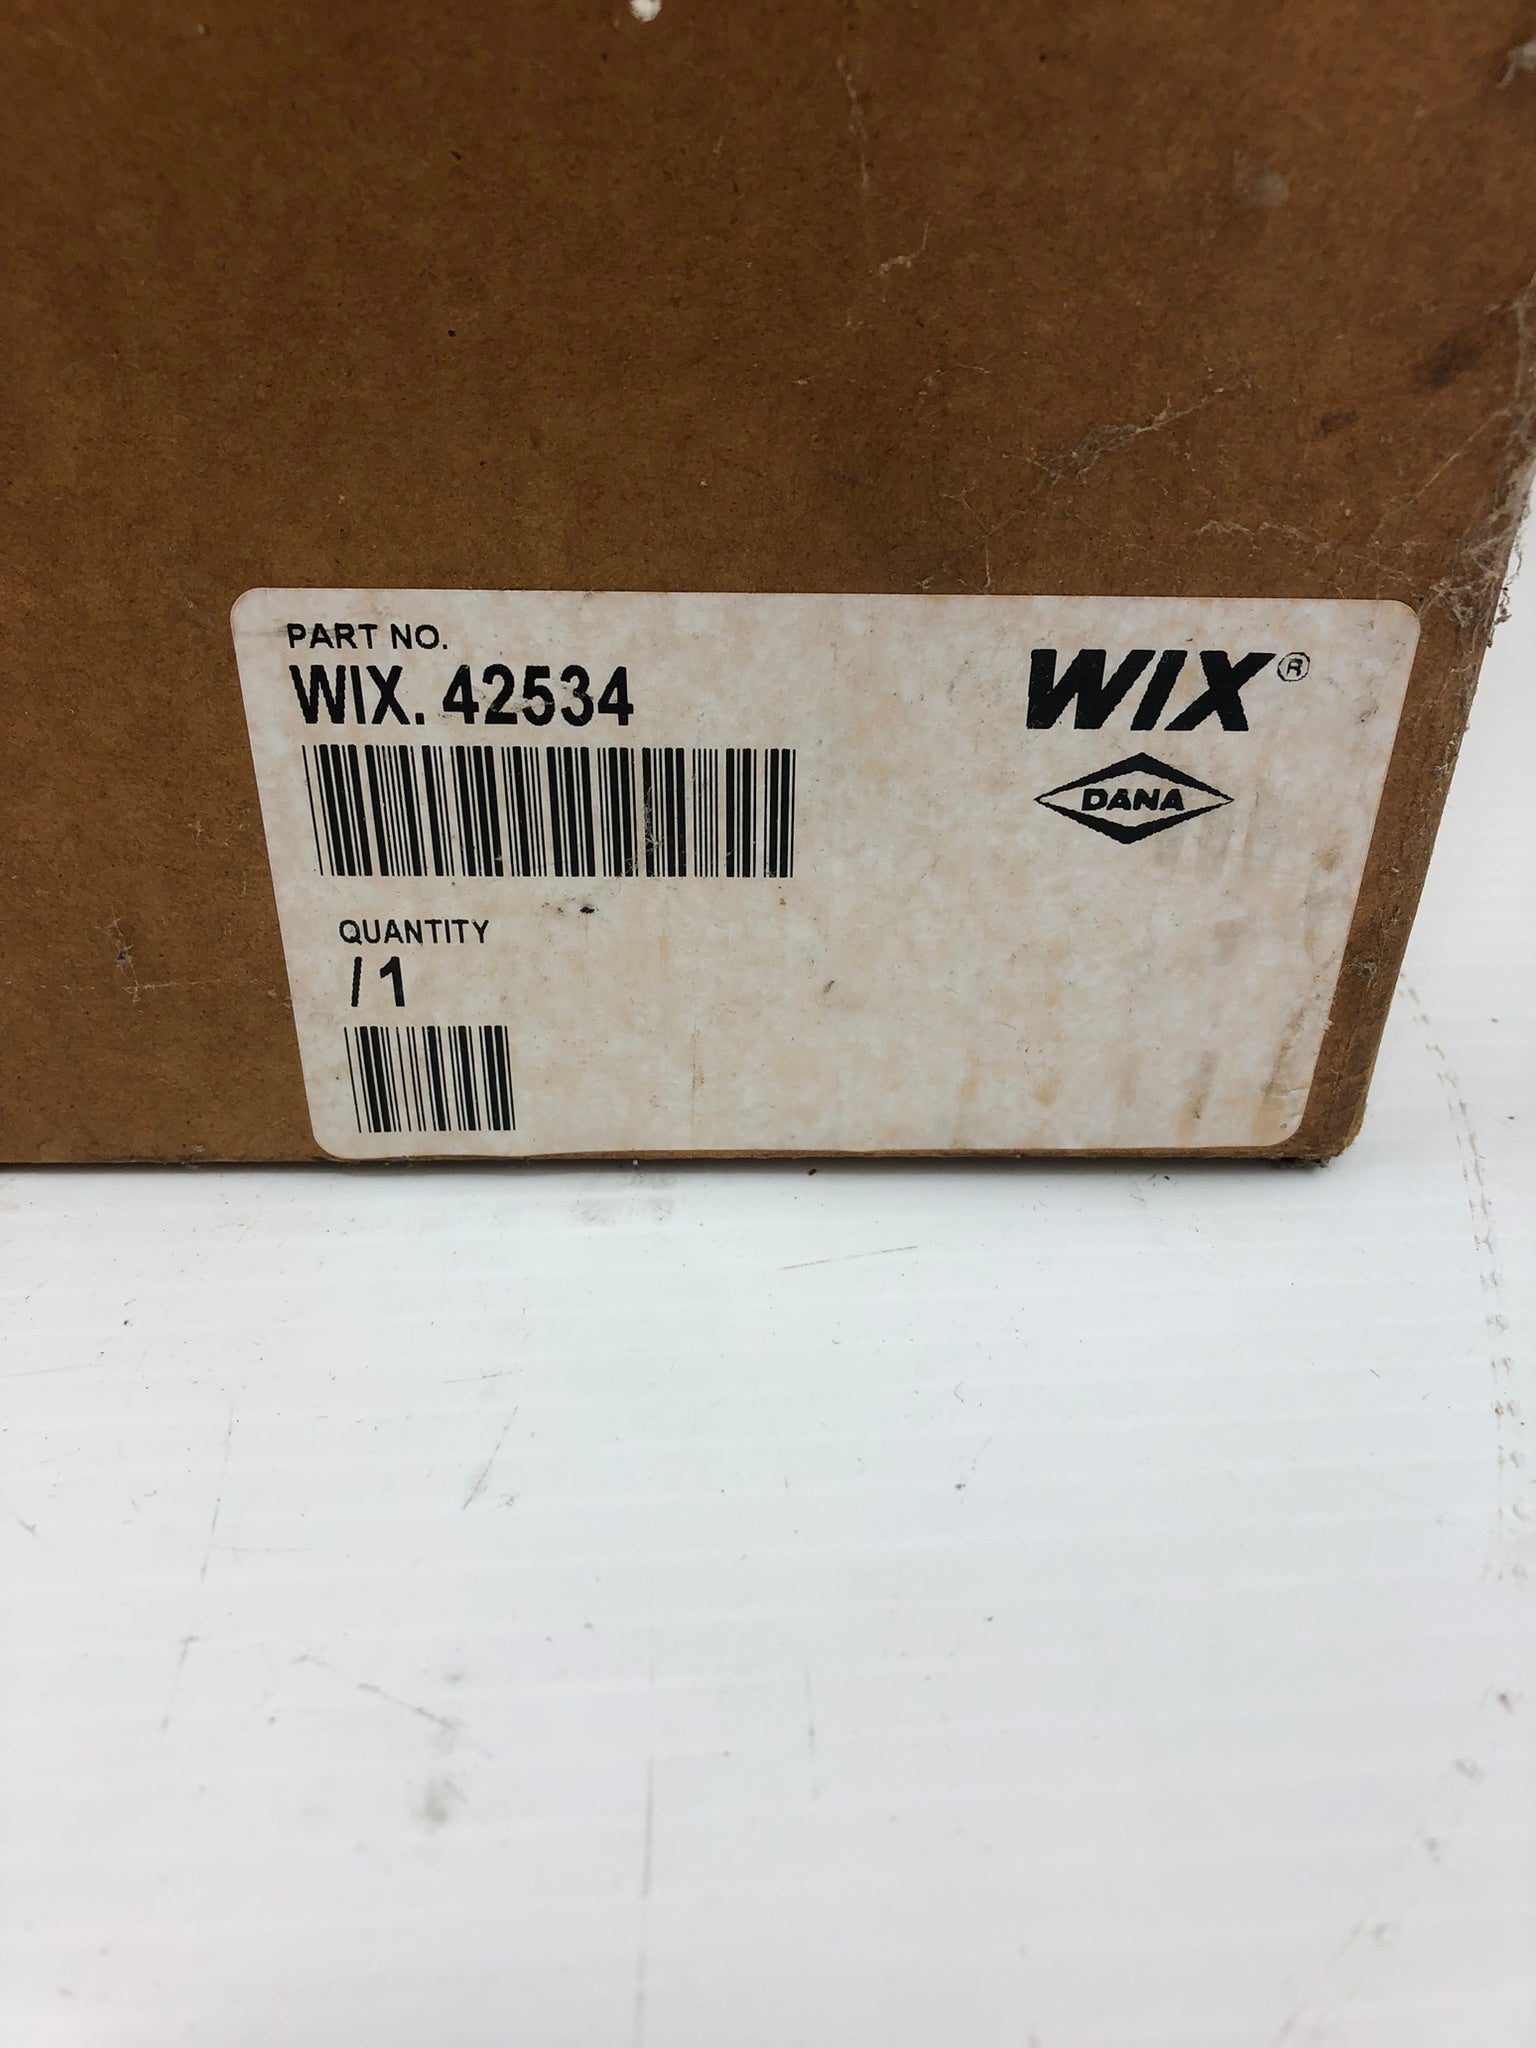 PART NO.
WIX. 42534
WIX®
DANA
QUANTITY
/ 1